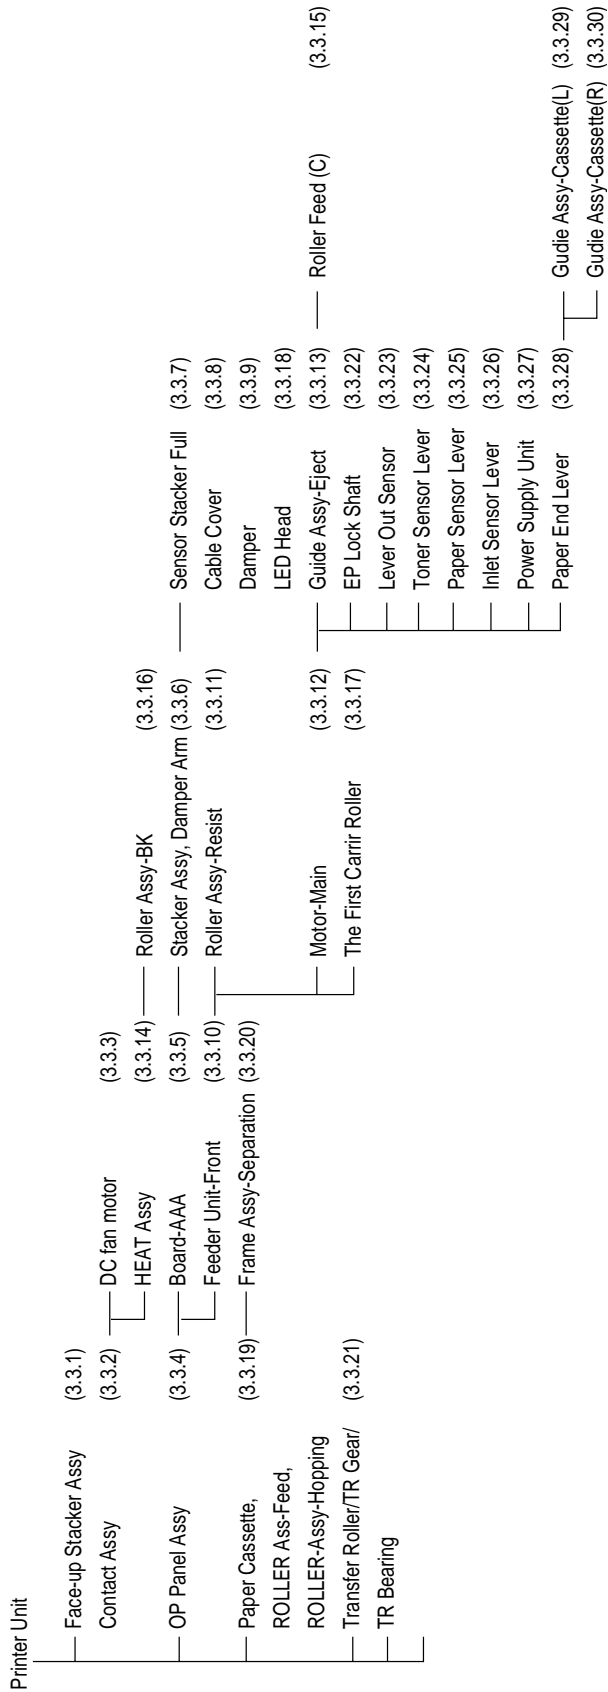 Printer Unit
Face-up Stacker Assy (3.3.1)
Contact Assy (3.3.2) DC fan motor (3.3.3)
HEAT Assy (3.3.14) Roller Assy-BK (3.3.16)
OP Panel Assy (3.3.4) Board-AAA (3.3.5) Stacker Assy, Damper Arm (3.3.6) Sensor Stacker Full (3.3.7)
Feeder Unit-Front (3.3.10) Roller Assy-Resist (3.3.11) Cable Cover (3.3.8)
Paper Cassette, (3.3.19) Frame Assy-Separation (3.3.20) Damper (3.3.9)
ROLLER Ass-Feed, LED Head (3.3.18)
ROLLER-Assy-Hopping Motor-Main (3.3.12) Guide Assy-Eject (3.3.13) Roller Feed (C) (3.3.15)
Transfer Roller/TR Gear/ (3.3.21) The First Carrir Roller (3.3.17) EP Lock Shaft (3.3.22)
TR Bearing Lever Out Sensor (3.3.23)
Toner Sensor Lever (3.3.24)
Paper Sensor Lever (3.3.25)
Inlet Sensor Lever (3.3.26)
Power Supply Unit (3.3.27)
Paper End Lever (3.3.28) Gudie Assy-Cassette(L) (3.3.29)
Gudie Assy-Cassette(R) (3.3.30)